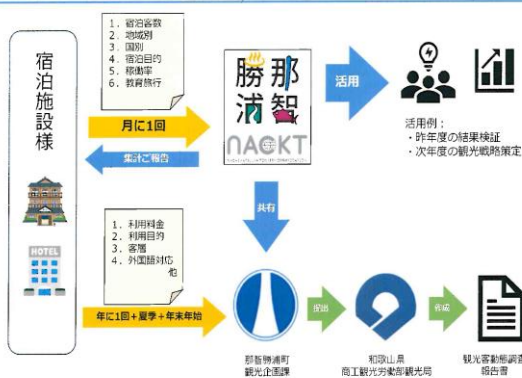 宿泊施設様
HOTEL
1. 宿泊客数
2. 地域別
3. 国別
4. 宿泊目的
5. 稼働率
6. 教育旅行
月に1回
集計ご報告
那智
勝浦
NACKT
活用
活用例：
・昨年度の結果検証
・次年度の観光戦略策定
共有
1. 利用料金
2. 利用目的
3. 客層
4. 外国語対応
他
年に1回＋夏季＋年末年始
那智勝浦町
観光企画課
提出
和歌山県
商工観光労働部観光局
作成
観光客動態調査
報告書